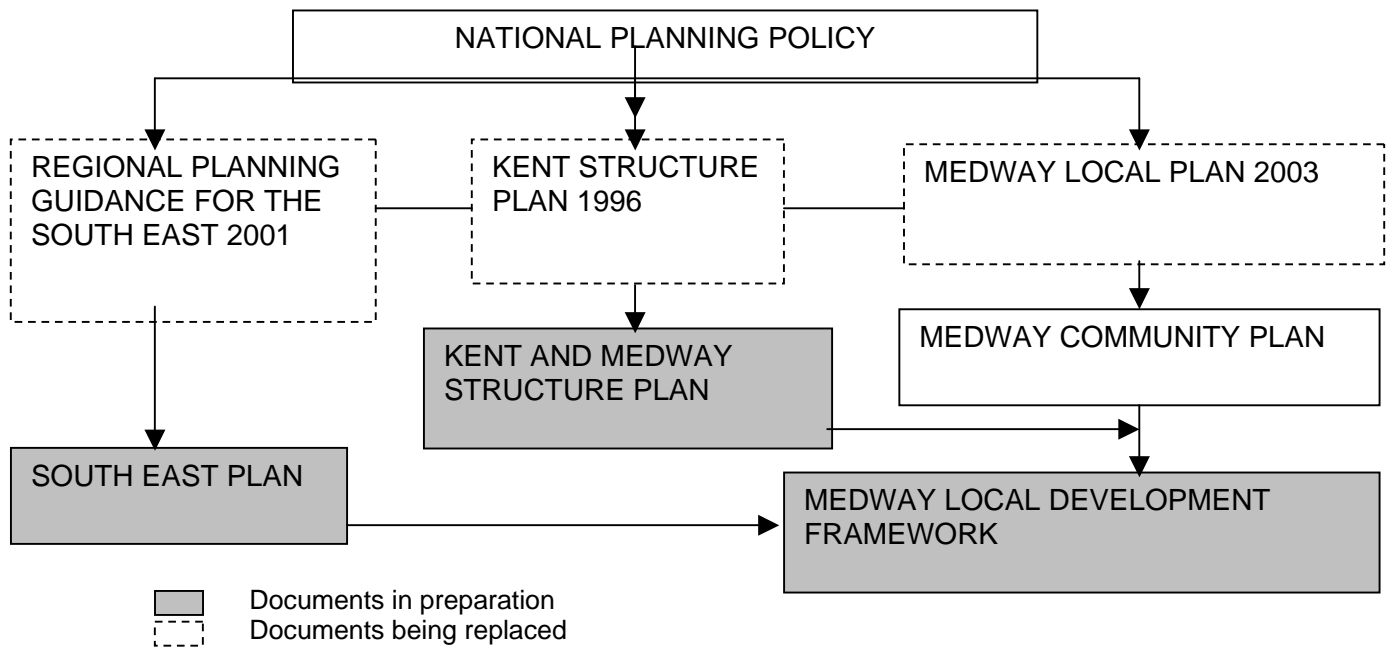 NATIONAL PLANNING POLICY
REGIONAL PLANNING
GUIDANCE FOR THE
SOUTH EAST 2001
KENT STRUCTURE
PLAN 1996
MEDWAY LOCAL PLAN 2003
KENT AND MEDWAY
STRUCTURE PLAN
MEDWAY COMMUNITY PLAN
SOUTH EAST PLAN
MEDWAY LOCAL DEVELOPMENT
FRAMEWORK
Documents in preparation
Documents being replaced